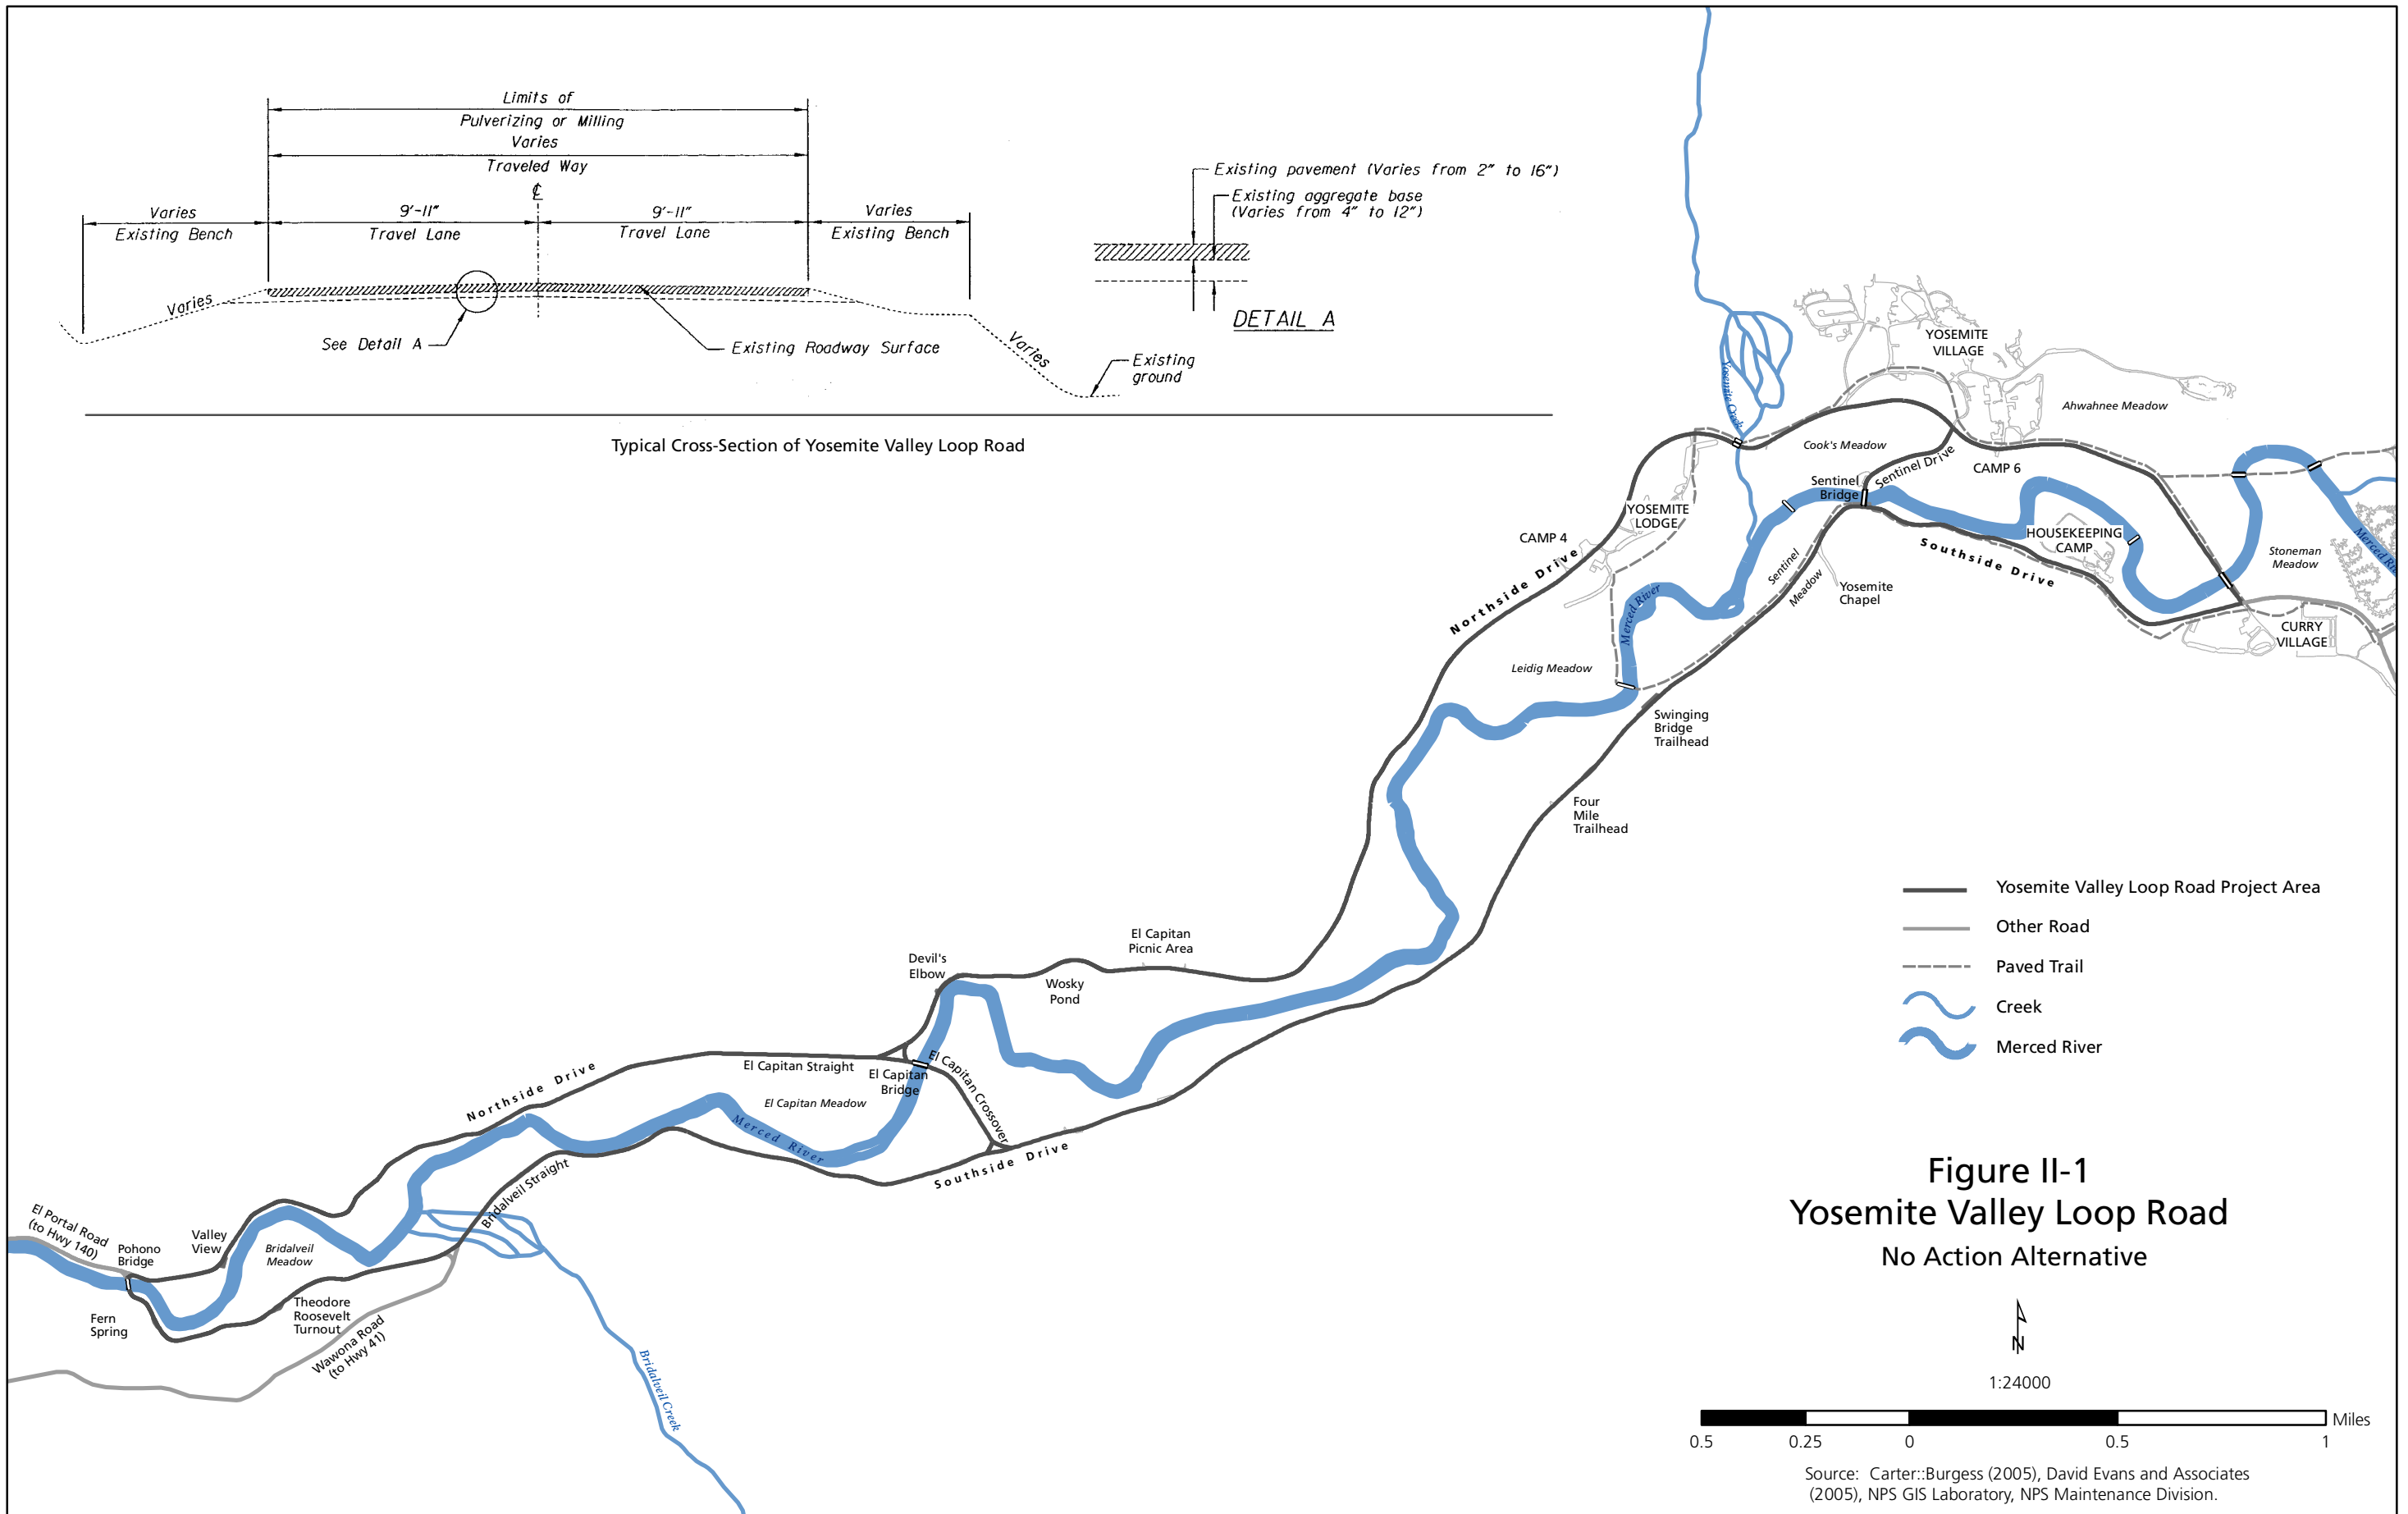 Limits of
Pulverizing or Milling
Varies
Traveled Way
℄
Varies
Existing Bench
9'-11"
Travel Lane
9'-11"
Travel Lane
Varies
Existing Bench
Varies
See Detail A
Existing Roadway Surface
Varies
Existing
ground
Existing pavement (Varies from 2" to 16")
Existing aggregate base
(Varies from 4" to 12")
DETAIL A
Typical Cross-Section of Yosemite Valley Loop Road
YOSEMITE
VILLAGE
Yosemite Creek
Ahwahnee Meadow
Cook's Meadow
Sentinel Drive
CAMP 6
Sentinel
Bridge
YOSEMITE
LODGE
CAMP 4
Northside Drive
HOUSEKEEPING
CAMP
Southside Drive
Stoneman
Meadow
Merced Riv
Sentinel
Meadow
Yosemite
Chapel
Merced River
CURRY
VILLAGE
Leidig Meadow
Swinging
Bridge
Trailhead
Four
Mile
Trailhead
El Capitan
Picnic Area
Devil's
Elbow
Wosky
Pond
El Capitan Straight
El Capitan
Bridge
El Capitan Crossover
El Capitan Meadow
Northside Drive
Merced River
Southside Drive
Bridalveil Straight
El Portal Road
(to Hwy 140)
Pohono
Bridge
Valley
View
Bridalveil
Meadow
Fern
Spring
Theodore
Roosevelt
Turnout
Wawona Road
(to Hwy 41)
Bridalveil Creek
Yosemite Valley Loop Road Project Area
Other Road
Paved Trail
Creek
Merced River
Figure II-1
Yosemite Valley Loop Road
No Action Alternative
N
1:24000
Miles
0.5 0.25 0 0.5 1
Source: Carter::Burgess (2005), David Evans and Associates
(2005), NPS GIS Laboratory, NPS Maintenance Division.